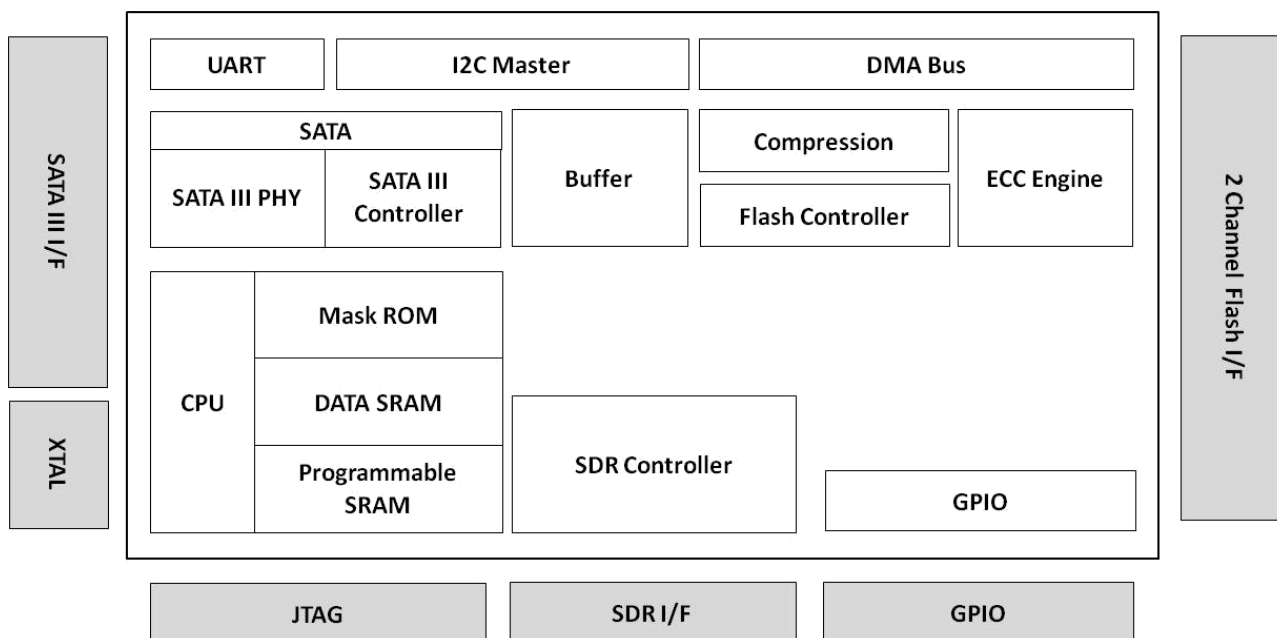 UART
I2C Master
DMA Bus
SATA III I/F
SATA
SATA III PHY
SATA III
Controller
Buffer
Compression
Flash Controller
ECC Engine
2 Channel Flash I/F
CPU
Mask ROM
DATA SRAM
Programmable
SRAM
SDR Controller
GPIO
XTAL
JTAG
SDR I/F
GPIO